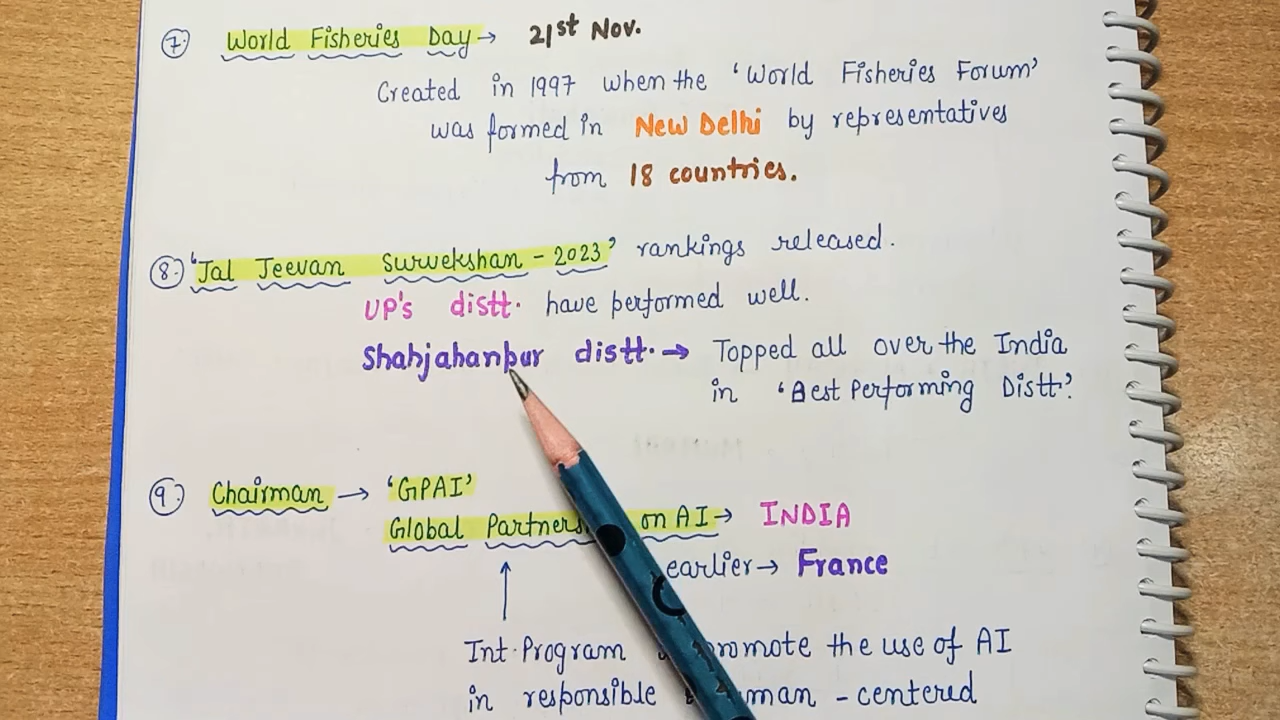 7 World Fisheries Day → 21st Nov.
Created in 1997 when the 'World Fisheries Forum'
was formed in New Delhi by representatives
from 18 countries.
8. 'Jal Jeevan Survekshan - 2023' rankings released.
UP's distt. have performed well.
Shahjahanpur distt. → Topped all over the India
in 'Best Performing Distt'.
9. Chairman → 'GPAI'
Global Partners on AI → INDIA
earlier → France
Int. Program promote the use of AI
in responsible man - centered